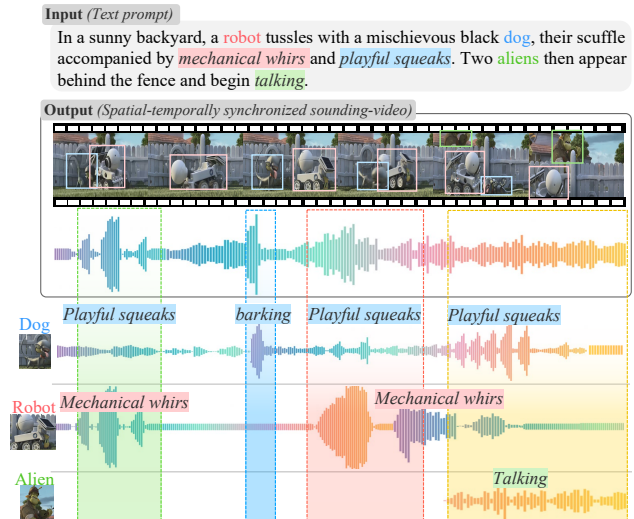 Input (Text prompt)
In a sunny backyard, a robot tussles with a mischievous black dog, their scuffle
accompanied by mechanical whirs and playful squeaks. Two aliens then appear
behind the fence and begin talking.
Output (Spatial-temporally synchronized sounding-video)
Playful squeaks barking Playful squeaks Playful squeaks
Dog
Mechanical whirs Mechanical whirs
Robot
Talking
Alien